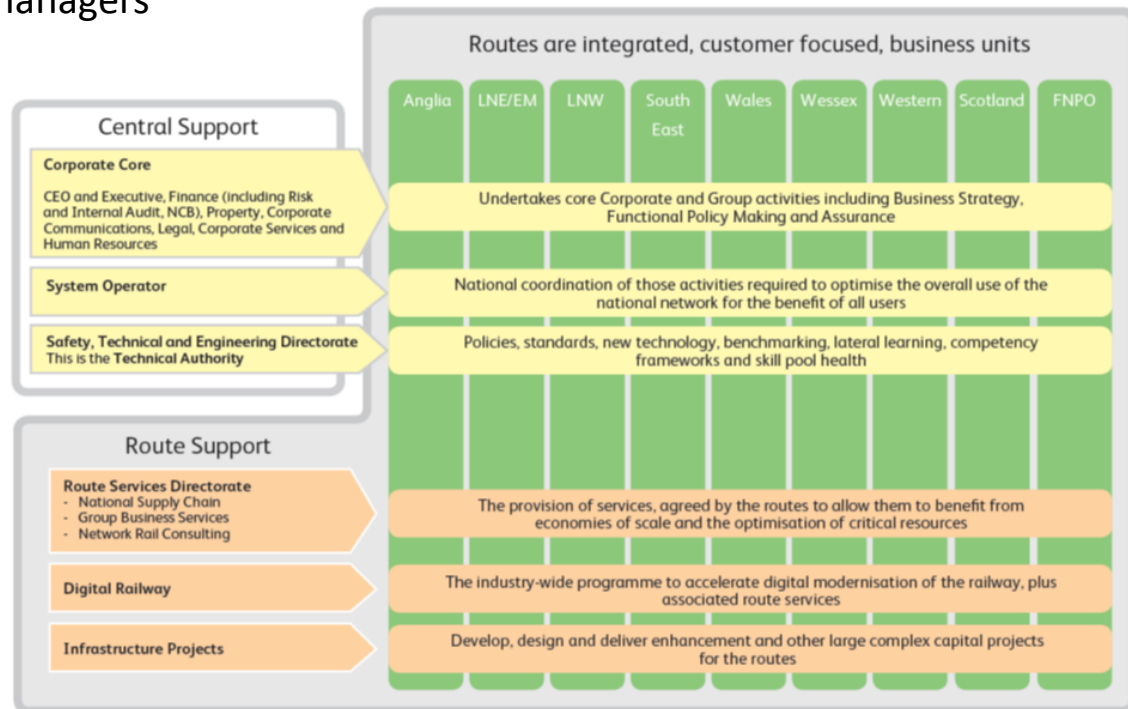 anagers
Routes are integrated, customer focused, business units
Anglia
LNE/EM
LNW
South
East
Wales
Wessex
Western
Scotland
FNPO
Central Support
Corporate Core
CEO and Executive, Finance (including Risk
and Internal Audit, NCB), Property, Corporate
Communications, Legal, Corporate Services and
Human Resources
Undertakes core Corporate and Group activities including Business Strategy,
Functional Policy Making and Assurance
System Operator
National coordination of those activities required to optimise the overall use of the
national network for the benefit of all users
Safety, Technical and Engineering Directorate
This is the Technical Authority
Policies, standards, new technology, benchmarking, lateral learning, competency
frameworks and skill pool health
Route Support
Route Services Directorate
- National Supply Chain
- Group Business Services
- Network Rail Consulting
The provision of services, agreed by the routes to allow them to benefit from
economies of scale and the optimisation of critical resources
Digital Railway
The industry-wide programme to accelerate digital modernisation of the railway, plus
associated route services
Infrastructure Projects
Develop, design and deliver enhancement and other large complex capital projects
for the routes